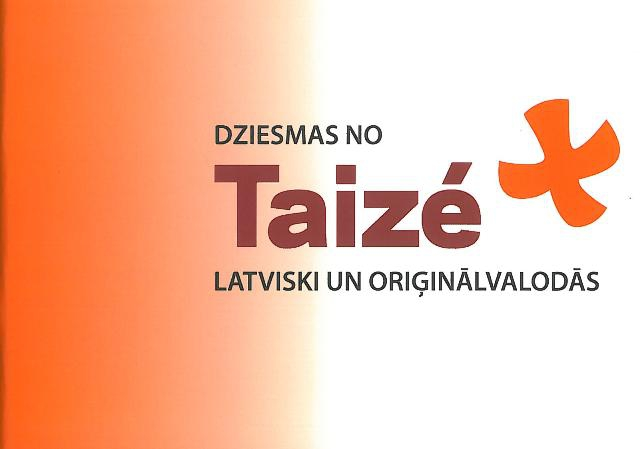 DZIESMAS NO
Taizé
LATVISKI UN ORIĢINĀLVALODĀS